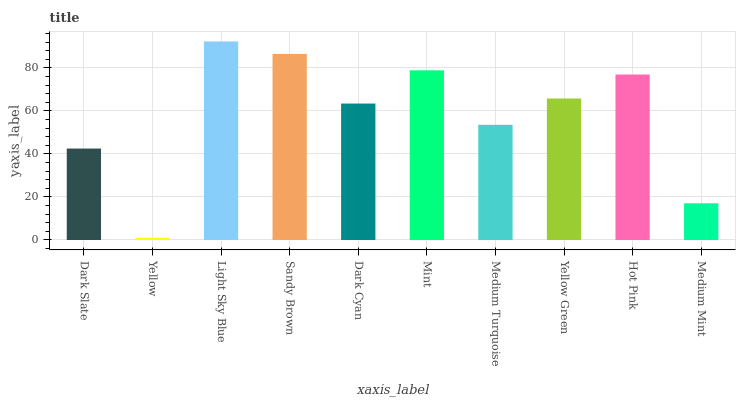 title
yaxis_label
80
60
40
20
0
Dark Slate
Yellow
Light Sky Blue
Sandy Brown
Dark Cyan
Mint
Medium Turquoise
Yellow Green
Hot Pink
Medium Mint
xaxis_label